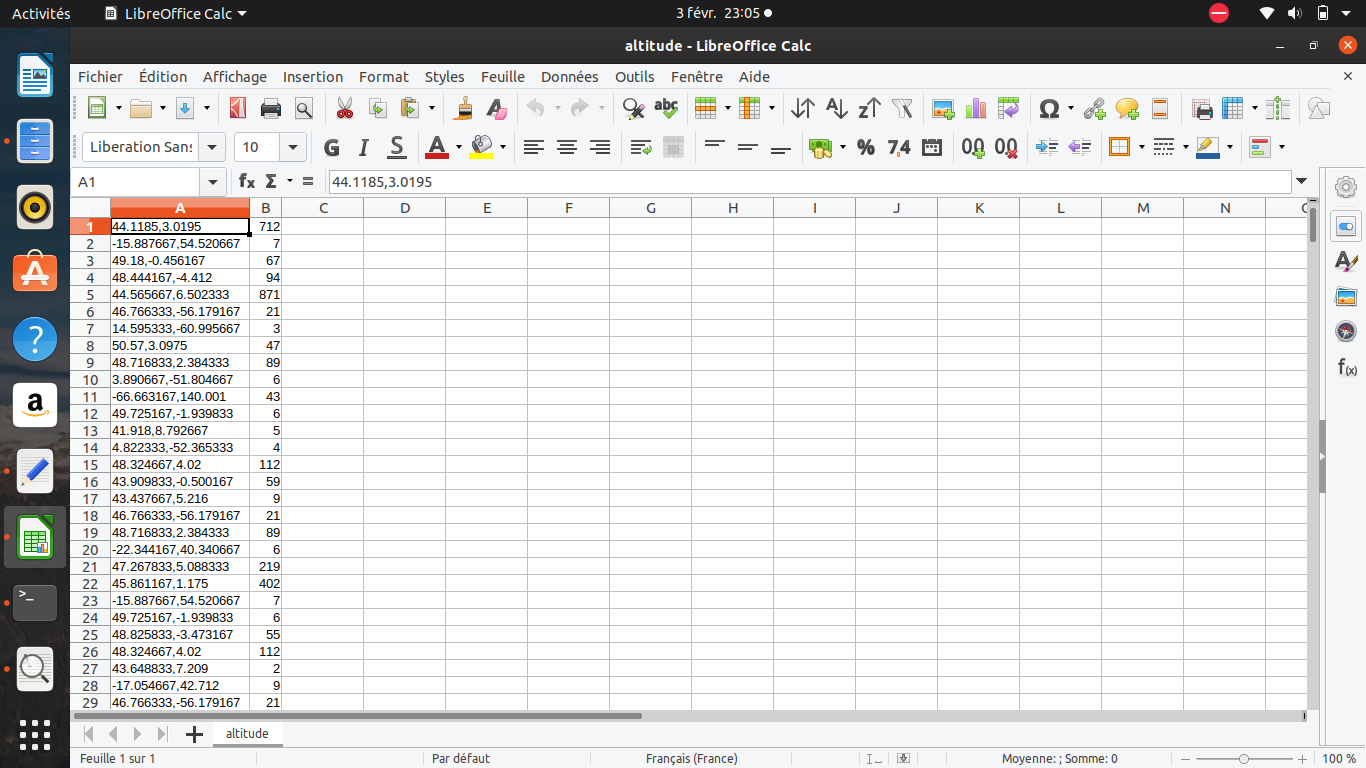 Activités LibreOffice Calc 3 févr. 23:05
altitude - LibreOffice Calc
Fichier Édition Affichage Insertion Format Styles Feuille Données Outils Fenêtre Aide
Liberation Sans 10 G I S A % 7,4 00 00
A1 fx Σ = 44.1185,3.0195
A B C D E F G H I J K L M N
1 44.1185,3.0195 712
2 -15.887667,54.520667 7
3 49.18,-0.456167 67
4 48.444167,-4.412 94
5 44.565667,6.502333 871
6 46.766333,-56.179167 21
7 14.595333,-60.995667 3
8 50.57,3.0975 47
9 48.716833,2.384333 89
10 3.890667,-51.804667 6
11 -66.663167,140.001 43
12 49.725167,-1.939833 6
13 41.918,8.792667 5
14 4.822333,-52.365333 4
15 48.324667,4.02 112
16 43.909833,-0.500167 59
17 43.437667,5.216 9
18 46.766333,-56.179167 21
19 48.716833,2.384333 89
20 -22.344167,40.340667 6
21 47.267833,5.088333 219
22 45.861167,1.175 402
23 -15.887667,54.520667 7
24 49.725167,-1.939833 6
25 48.825833,-3.473167 55
26 48.324667,4.02 112
27 43.648833,7.209 2
28 -17.054667,42.712 9
29 46.766333,-56.179167 21
altitude
Feuille 1 sur 1 Par défaut Français (France) Moyenne: ; Somme: 0 100 %